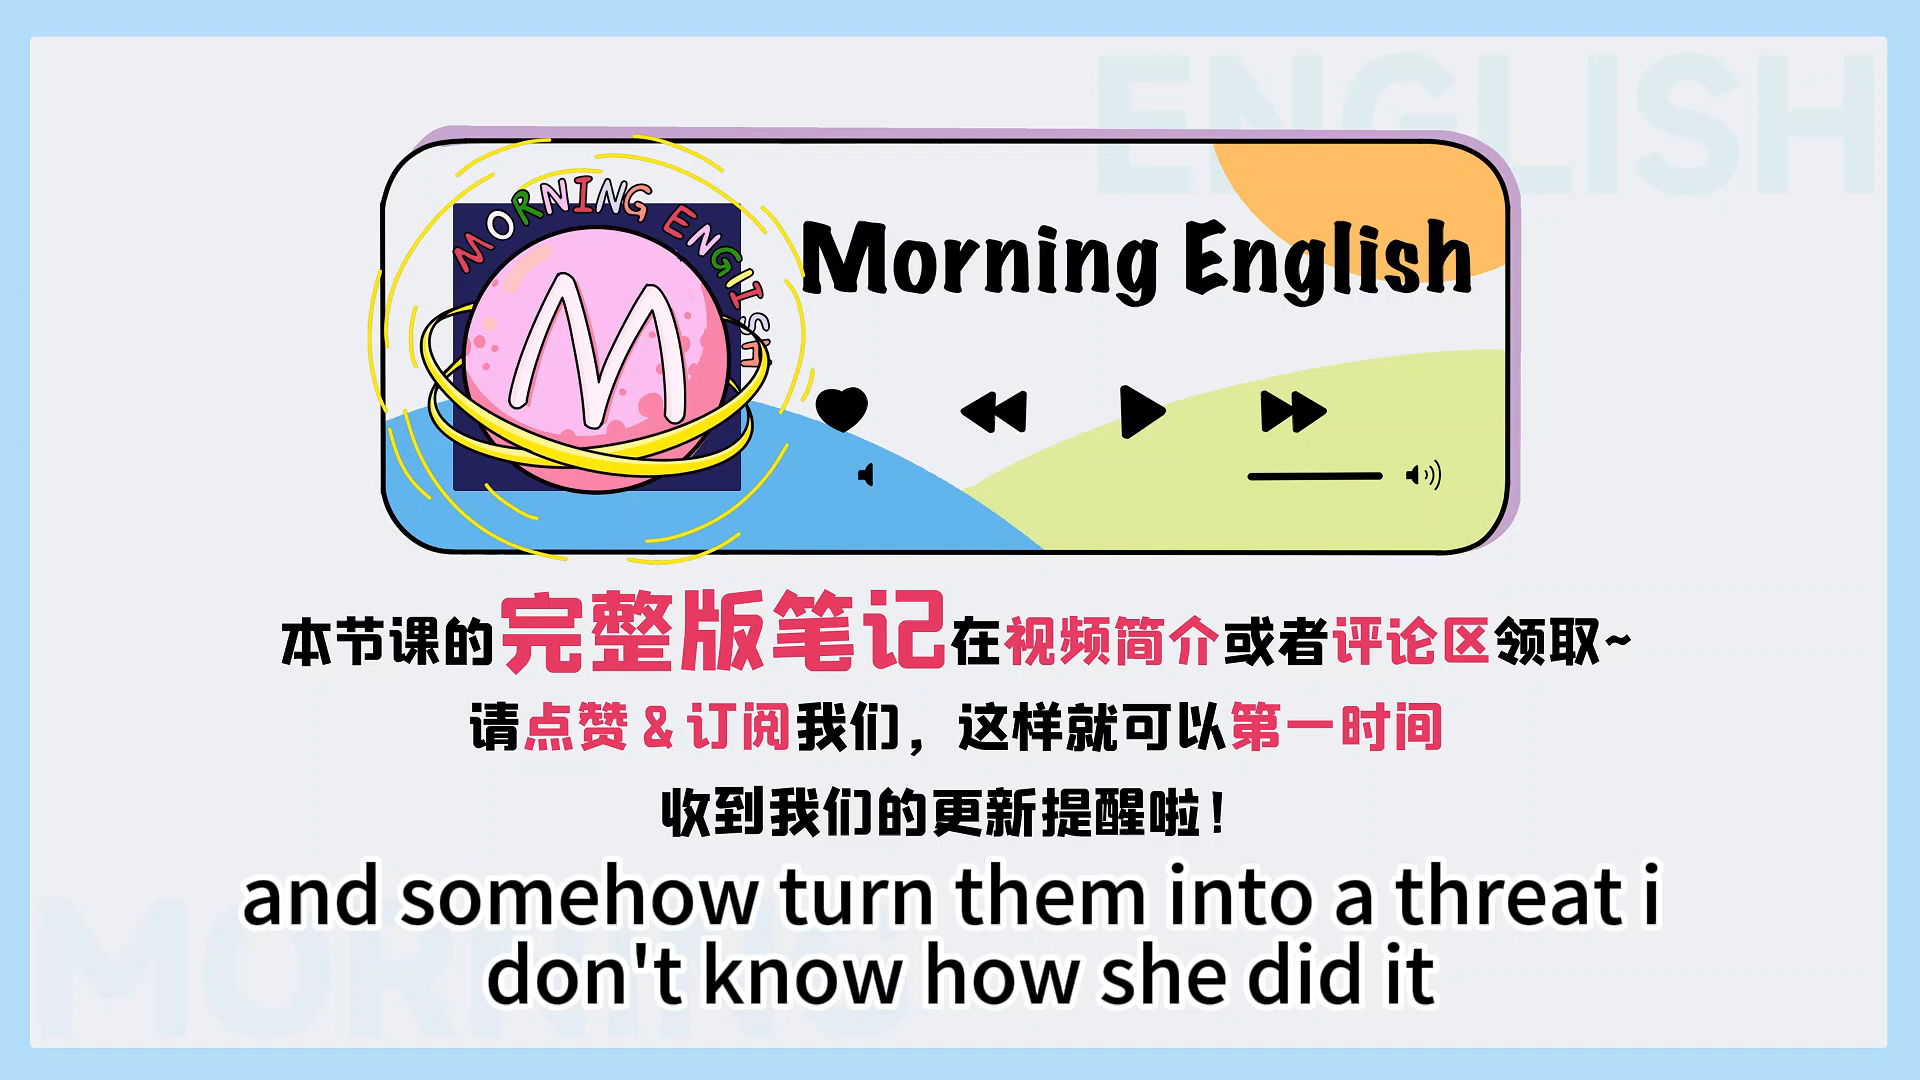 ENGLISH
MORNING ENGLISH
M
Morning English
本节课的完整版笔记在视频简介或者评论区领取~
请点赞&订阅我们，这样就可以第一时间
收到我们的更新提醒啦！
and somehow turn them into a threat i
don't know how she did it
MORNING